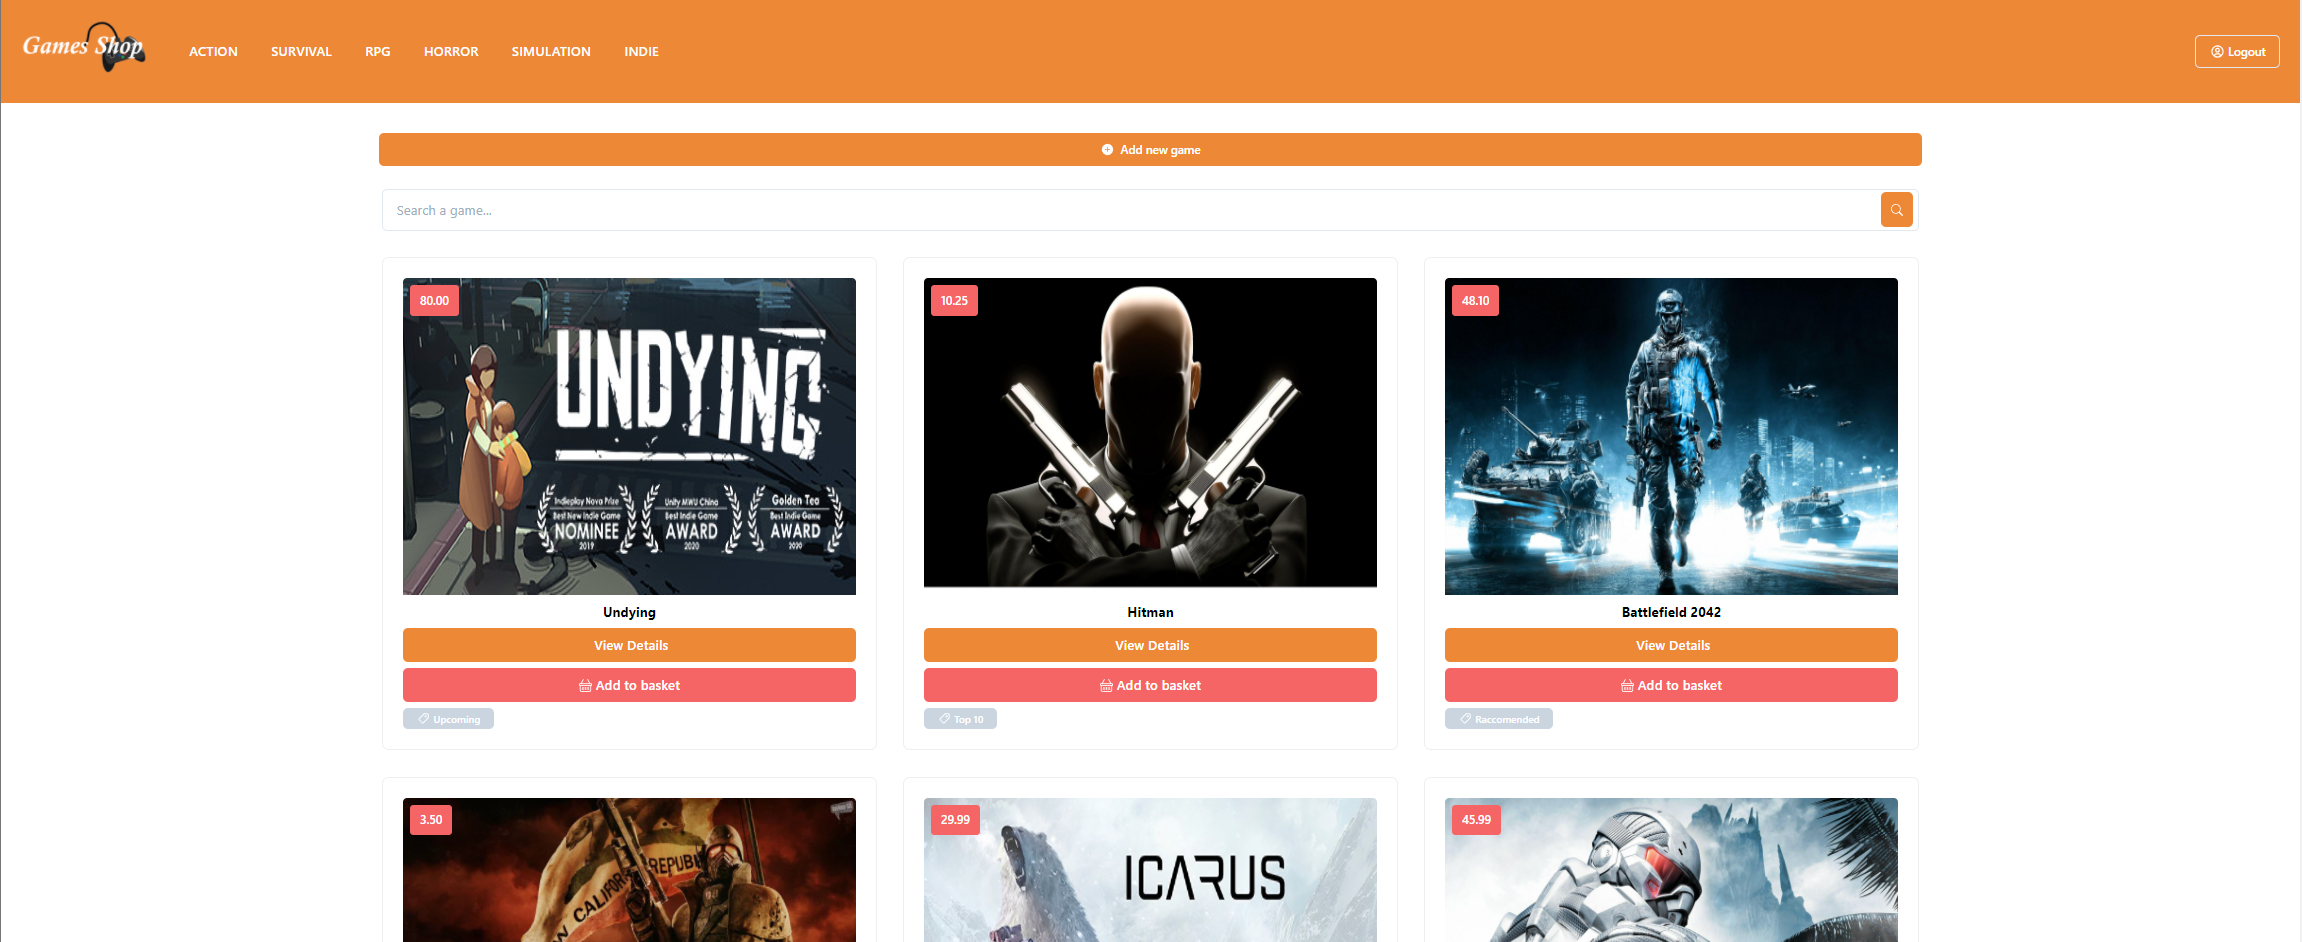 Games Shop
ACTION SURVIVAL RPG HORROR SIMULATION INDIE
Logout
Add new game
Search a game...
80.00
UNDYING
Indieplay Nova Prize
Best New Indie Game
NOMINEE
2019
Unity MWU China
Best Indie Game
AWARD
2020
Golden Tea
Best Indie Game
AWARD
2020
Undying
View Details
Add to basket
Upcoming
10.25
Hitman
View Details
Add to basket
Top 10
48.10
Battlefield 2042
View Details
Add to basket
Raccomended
3.50
REPUBL
CALIFOR
29.99
ICARUS
45.99